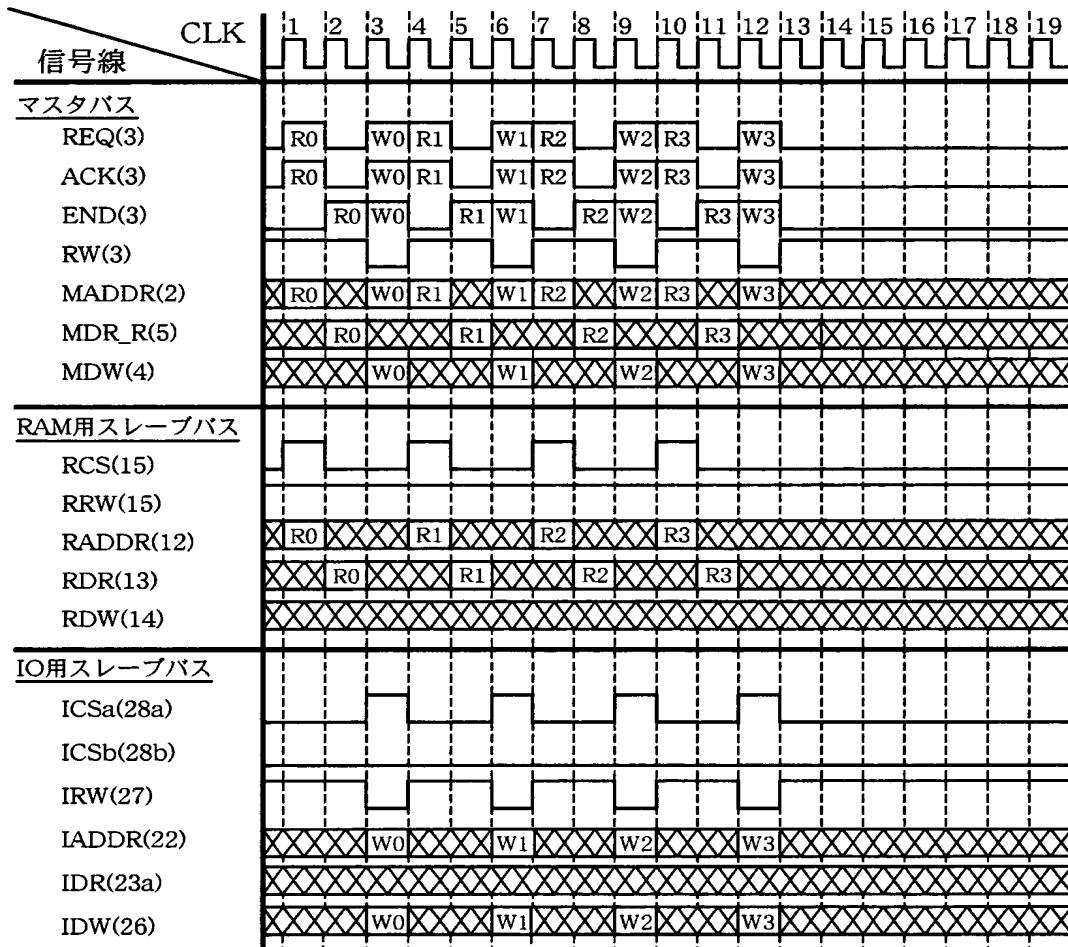 CLK 1 2 3 4 5 6 7 8 9 10 11 12 13 14 15 16 17 18 19
信号線
マスタバス
REQ(3) R0 W0 R1 W1 R2 W2 R3 W3
ACK(3) R0 W0 R1 W1 R2 W2 R3 W3
END(3) R0 W0 R1 W1 R2 W2 R3 W3
RW(3)
MADDR(2) R0 W0 R1 W1 R2 W2 R3 W3
MDR_R(5) R0 R1 R2 R3
MDW(4) W0 W1 W2 W3
RAM用スレーブバス
RCS(15)
RRW(15)
RADDR(12) R0 R1 R2 R3
RDR(13) R0 R1 R2 R3
RDW(14)
IO用スレーブバス
ICSa(28a)
ICSb(28b)
IRW(27)
IADDR(22) W0 W1 W2 W3
IDR(23a)
IDW(26) W0 W1 W2 W3